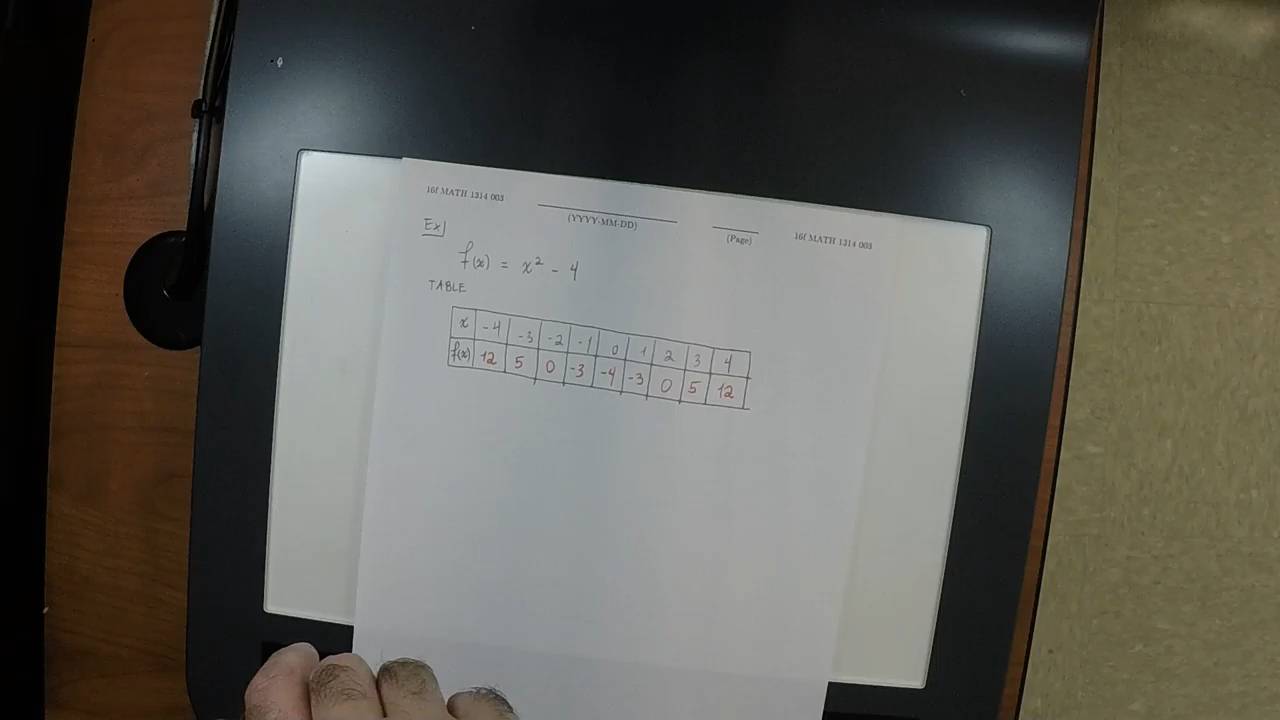 16f MATH 1314 003
(YYYY-MM-DD)
(Page)
16f MATH 1314 003
Ex]
f(x) = x² - 4
TABLE
x -4 -3 -2 -1 0 1 2 3 4
f(x) 12 5 0 -3 -4 -3 0 5 12